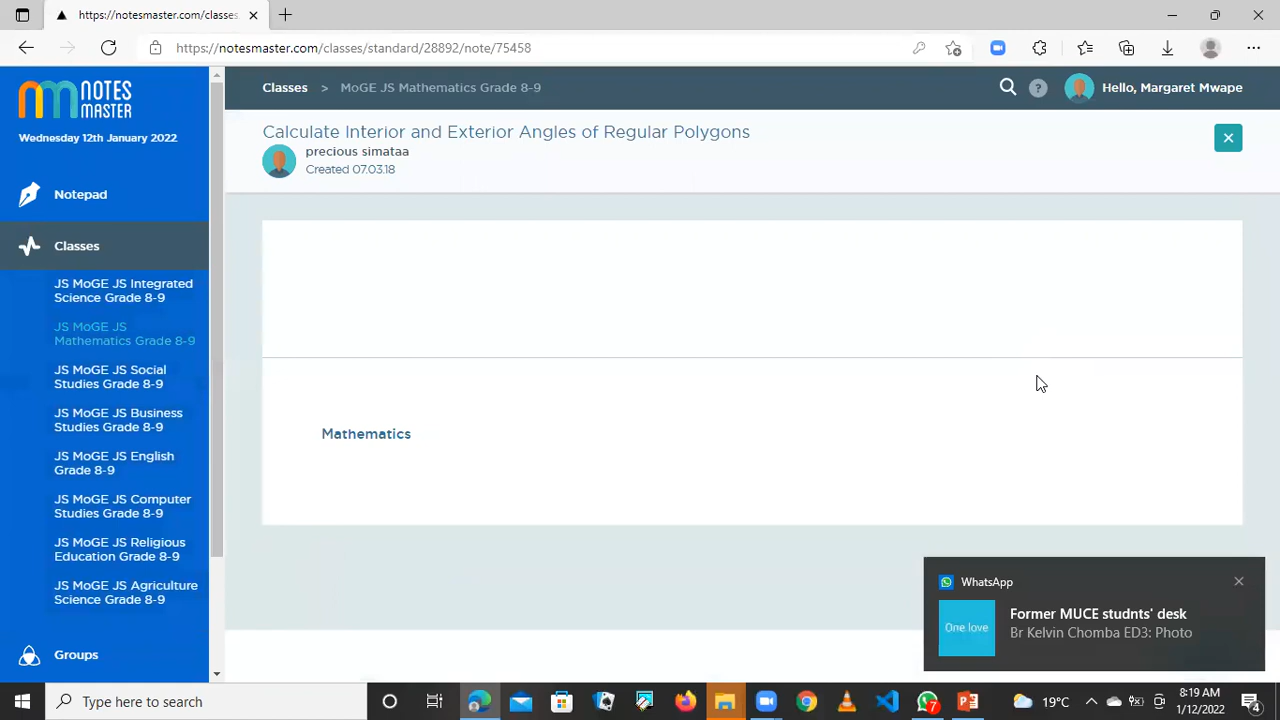 https://notesmaster.com/classes
https://notesmaster.com/classes/standard/28892/note/75458
NOTES
MASTER
Wednesday 12th January 2022
Notepad
Classes
JS MoGE JS Integrated
Science Grade 8-9
JS MoGE JS
Mathematics Grade 8-9
JS MoGE JS Social
Studies Grade 8-9
JS MoGE JS Business
Studies Grade 8-9
JS MoGE JS English
Grade 8-9
JS MoGE JS Computer
Studies Grade 8-9
JS MoGE JS Religious
Education Grade 8-9
JS MoGE JS Agriculture
Science Grade 8-9
Groups
Classes > MoGE JS Mathematics Grade 8-9
? Hello, Margaret Mwape
Calculate Interior and Exterior Angles of Regular Polygons
precious simataa
Created 07.03.18
Mathematics
WhatsApp
One love
Former MUCE studnts' desk
Br Kelvin Chomba ED3: Photo
Type here to search
7
19°C
8:19 AM
1/12/2022
4